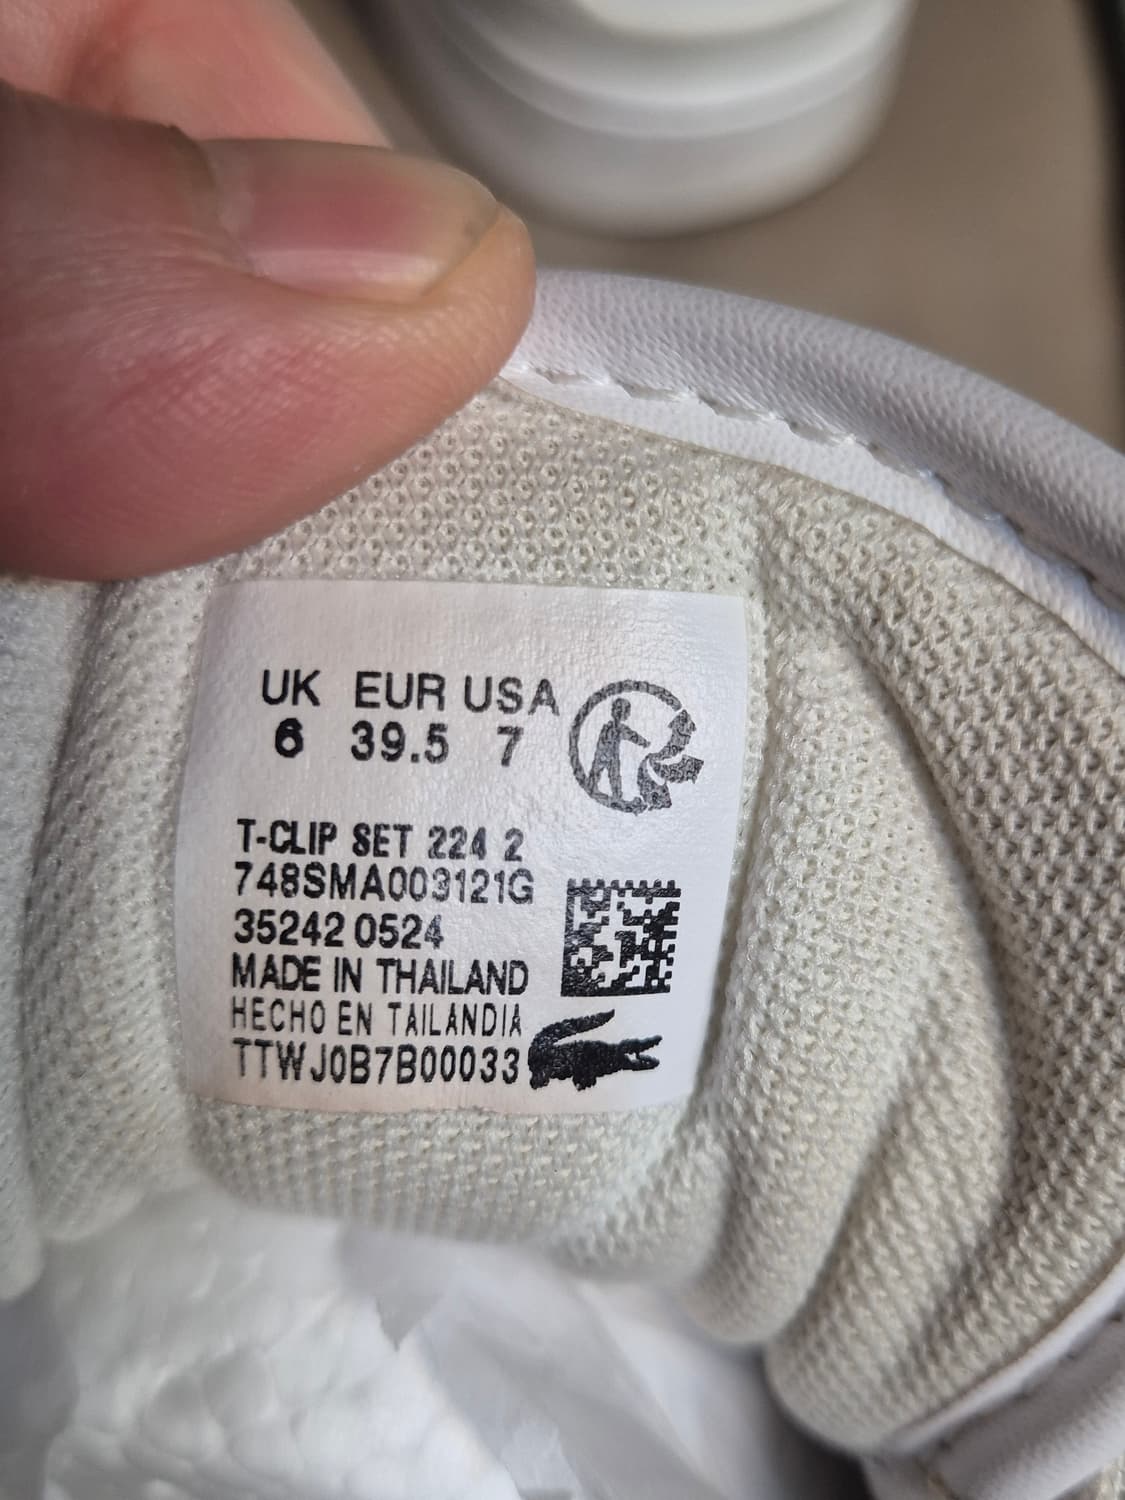 UK EUR USA
6 39.5 7
T-CLIP SET 224 2
748SMA003121G
35242 0524
MADE IN THAILAND
HECHO EN TAILANDIA
TTWJ0B7B00033